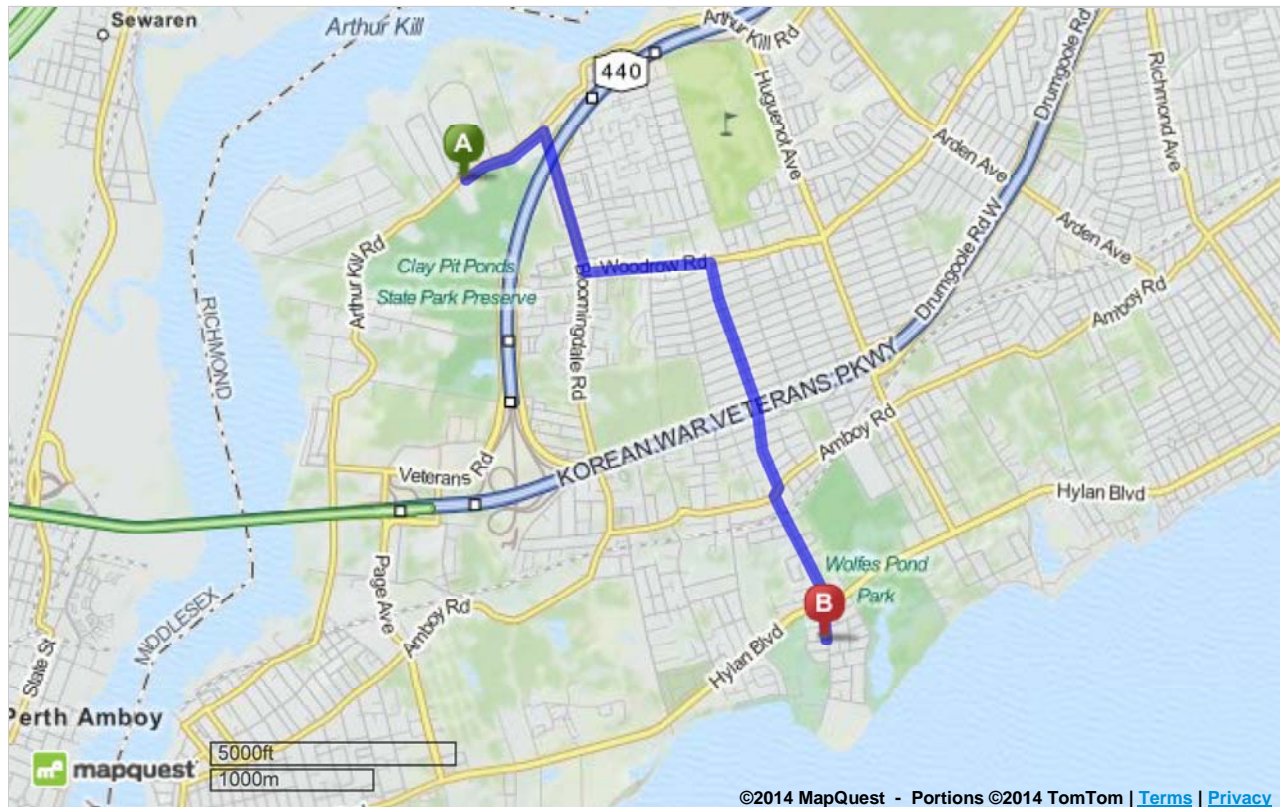 Sewaren
Arthur Kill
Arthur Kill Rd
440
Huguenot Ave
Drumgoole Rd
Richmond Ave
A
Arden Ave
Arden Ave
Drumgoole Rd W
Arthur Kill Rd
Clay Pit Ponds
State Park Preserve
Bloomingdale Rd
Woodrow Rd
Amboy Rd
RICHMOND
KOREAN WAR VETERANS PKWY
Amboy Rd
Veterans Rd
Hylan Blvd
Page Ave
Wolfes Pond
Park
B
Amboy Rd
MIDDLESEX
Hylan Blvd
State St
Perth Amboy
5000ft
1000m
mapquest
©2014 MapQuest - Portions ©2014 TomTom | Terms | Privacy